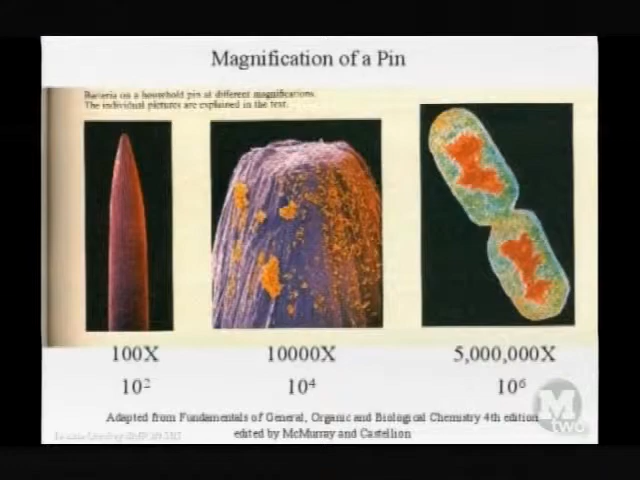 Magnification of a Pin
Bacteria on a household pin at different magnifications.
The individual pictures are explained in the text.
100X 10000X 5,000,000X
10² 10⁴ 10⁶
Adapted from Fundamentals of General, Organic and Biological Chemistry 4th edition
edited by McMurray and Castellion
M
two